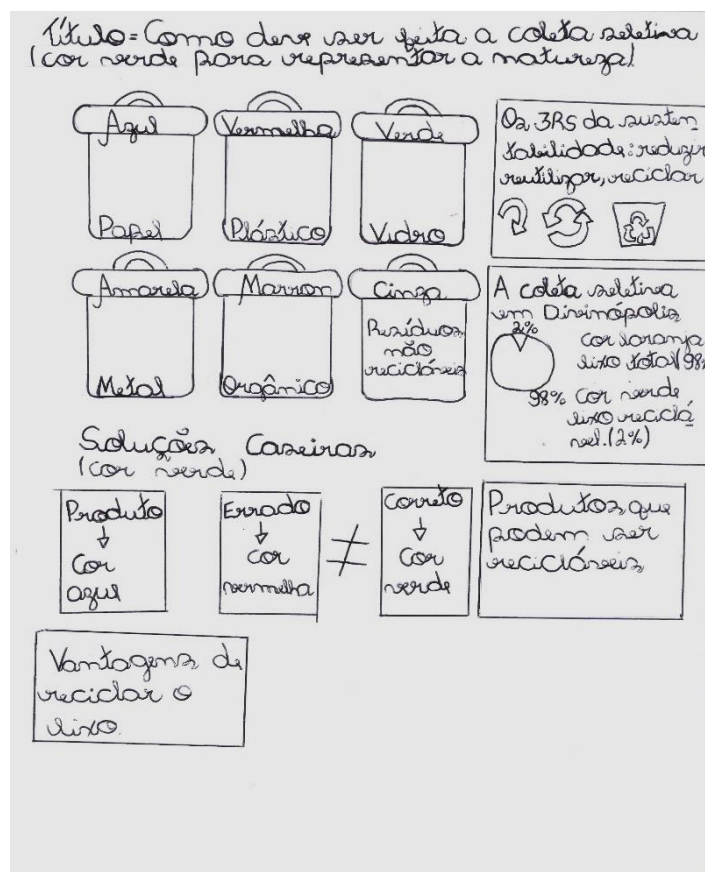 Título = Como deve ser feita a coleta seletiva
(cor verde para representar a natureza)
Azul
Papel
Vermelha
Plástico
Verde
Vidro
Os 3RS da susten
tabilidade: reduzir
reutilizar, reciclar
Amarela
Metal
Marron
Orgânico
Cinza
Resíduos
não
recicláveis
A coleta seletiva
em Divinópolis
2%
cor laranja
lixo total (98%
98% cor verde
lixo reciclá
vel. (2%)
Soluções Caseiras
(cor verde)
Produto
Cor
azul
Errado
cor
vermelha
≠
Correto
Cor
verde
Produtos que
podem ser
recicláveis
Vantagens de
reciclar o
lixo.